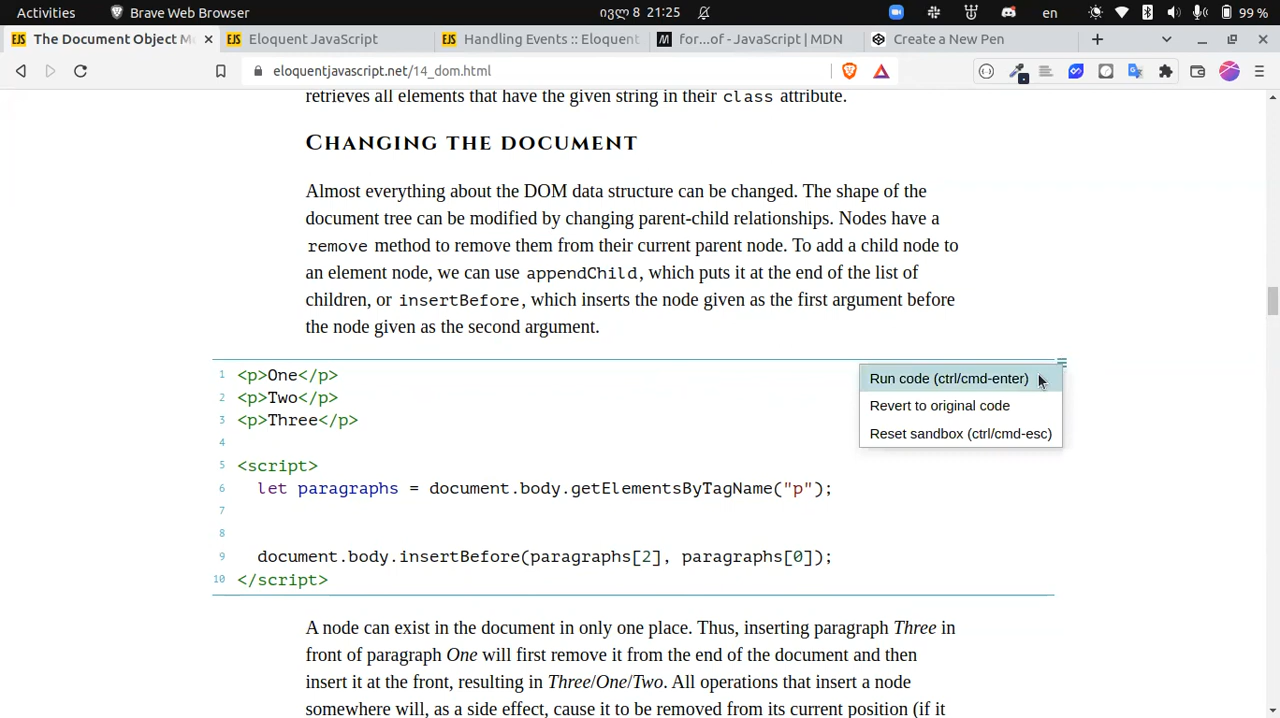 Activities Brave Web Browser ივლ 8 21:25 en 99 %
The Document Object Mo Eloquent JavaScript Handling Events :: Eloquent for...of - JavaScript | MDN Create a New Pen
eloquentjavascript.net/14_dom.html
retrieves all elements that have the given string in their class attribute.
Changing the document
Almost everything about the DOM data structure can be changed. The shape of the
document tree can be modified by changing parent-child relationships. Nodes have a
remove method to remove them from their current parent node. To add a child node to
an element node, we can use appendChild, which puts it at the end of the list of
children, or insertBefore, which inserts the node given as the first argument before
the node given as the second argument.
1 <p>One</p>
2 <p>Two</p>
3 <p>Three</p>
4
5 <script>
6 let paragraphs = document.body.getElementsByTagName("p");
7
8
9 document.body.insertBefore(paragraphs[2], paragraphs[0]);
10 </script>
Run code (ctrl/cmd-enter)
Revert to original code
Reset sandbox (ctrl/cmd-esc)
A node can exist in the document in only one place. Thus, inserting paragraph Three in
front of paragraph One will first remove it from the end of the document and then
insert it at the front, resulting in Three/One/Two. All operations that insert a node
somewhere will, as a side effect, cause it to be removed from its current position (if it